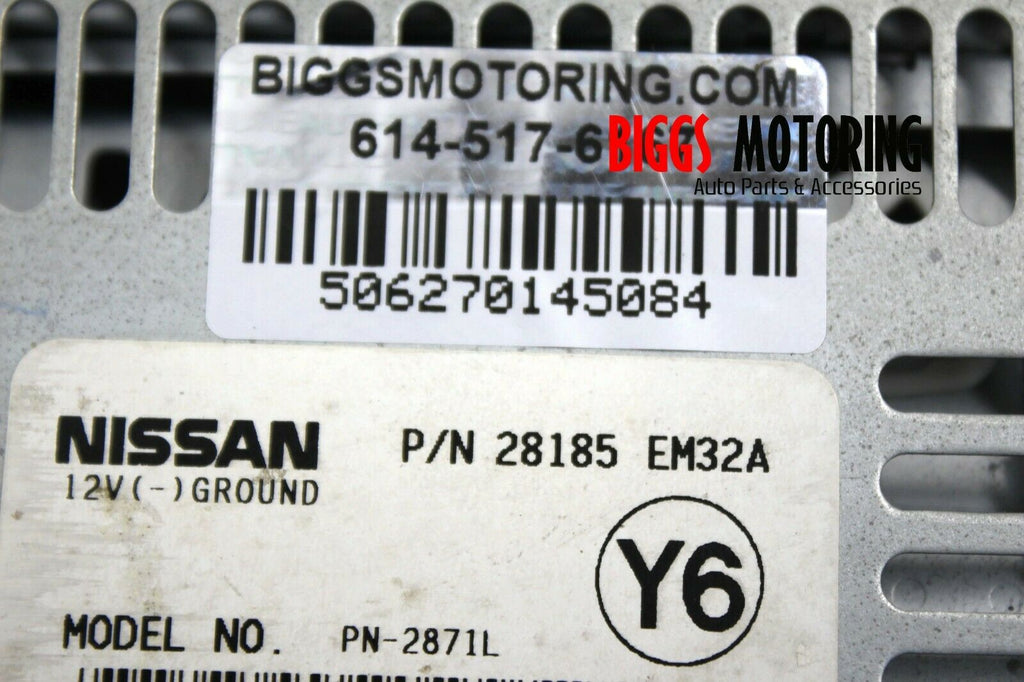 BIGGSMOTORING.COM
614-517-6
BIGGS MOTORING
Auto Parts & Accessories
506270145084
NISSAN P/N 28185 EM32A
12V(-)GROUND
Y6
MODEL NO. PN-2871L